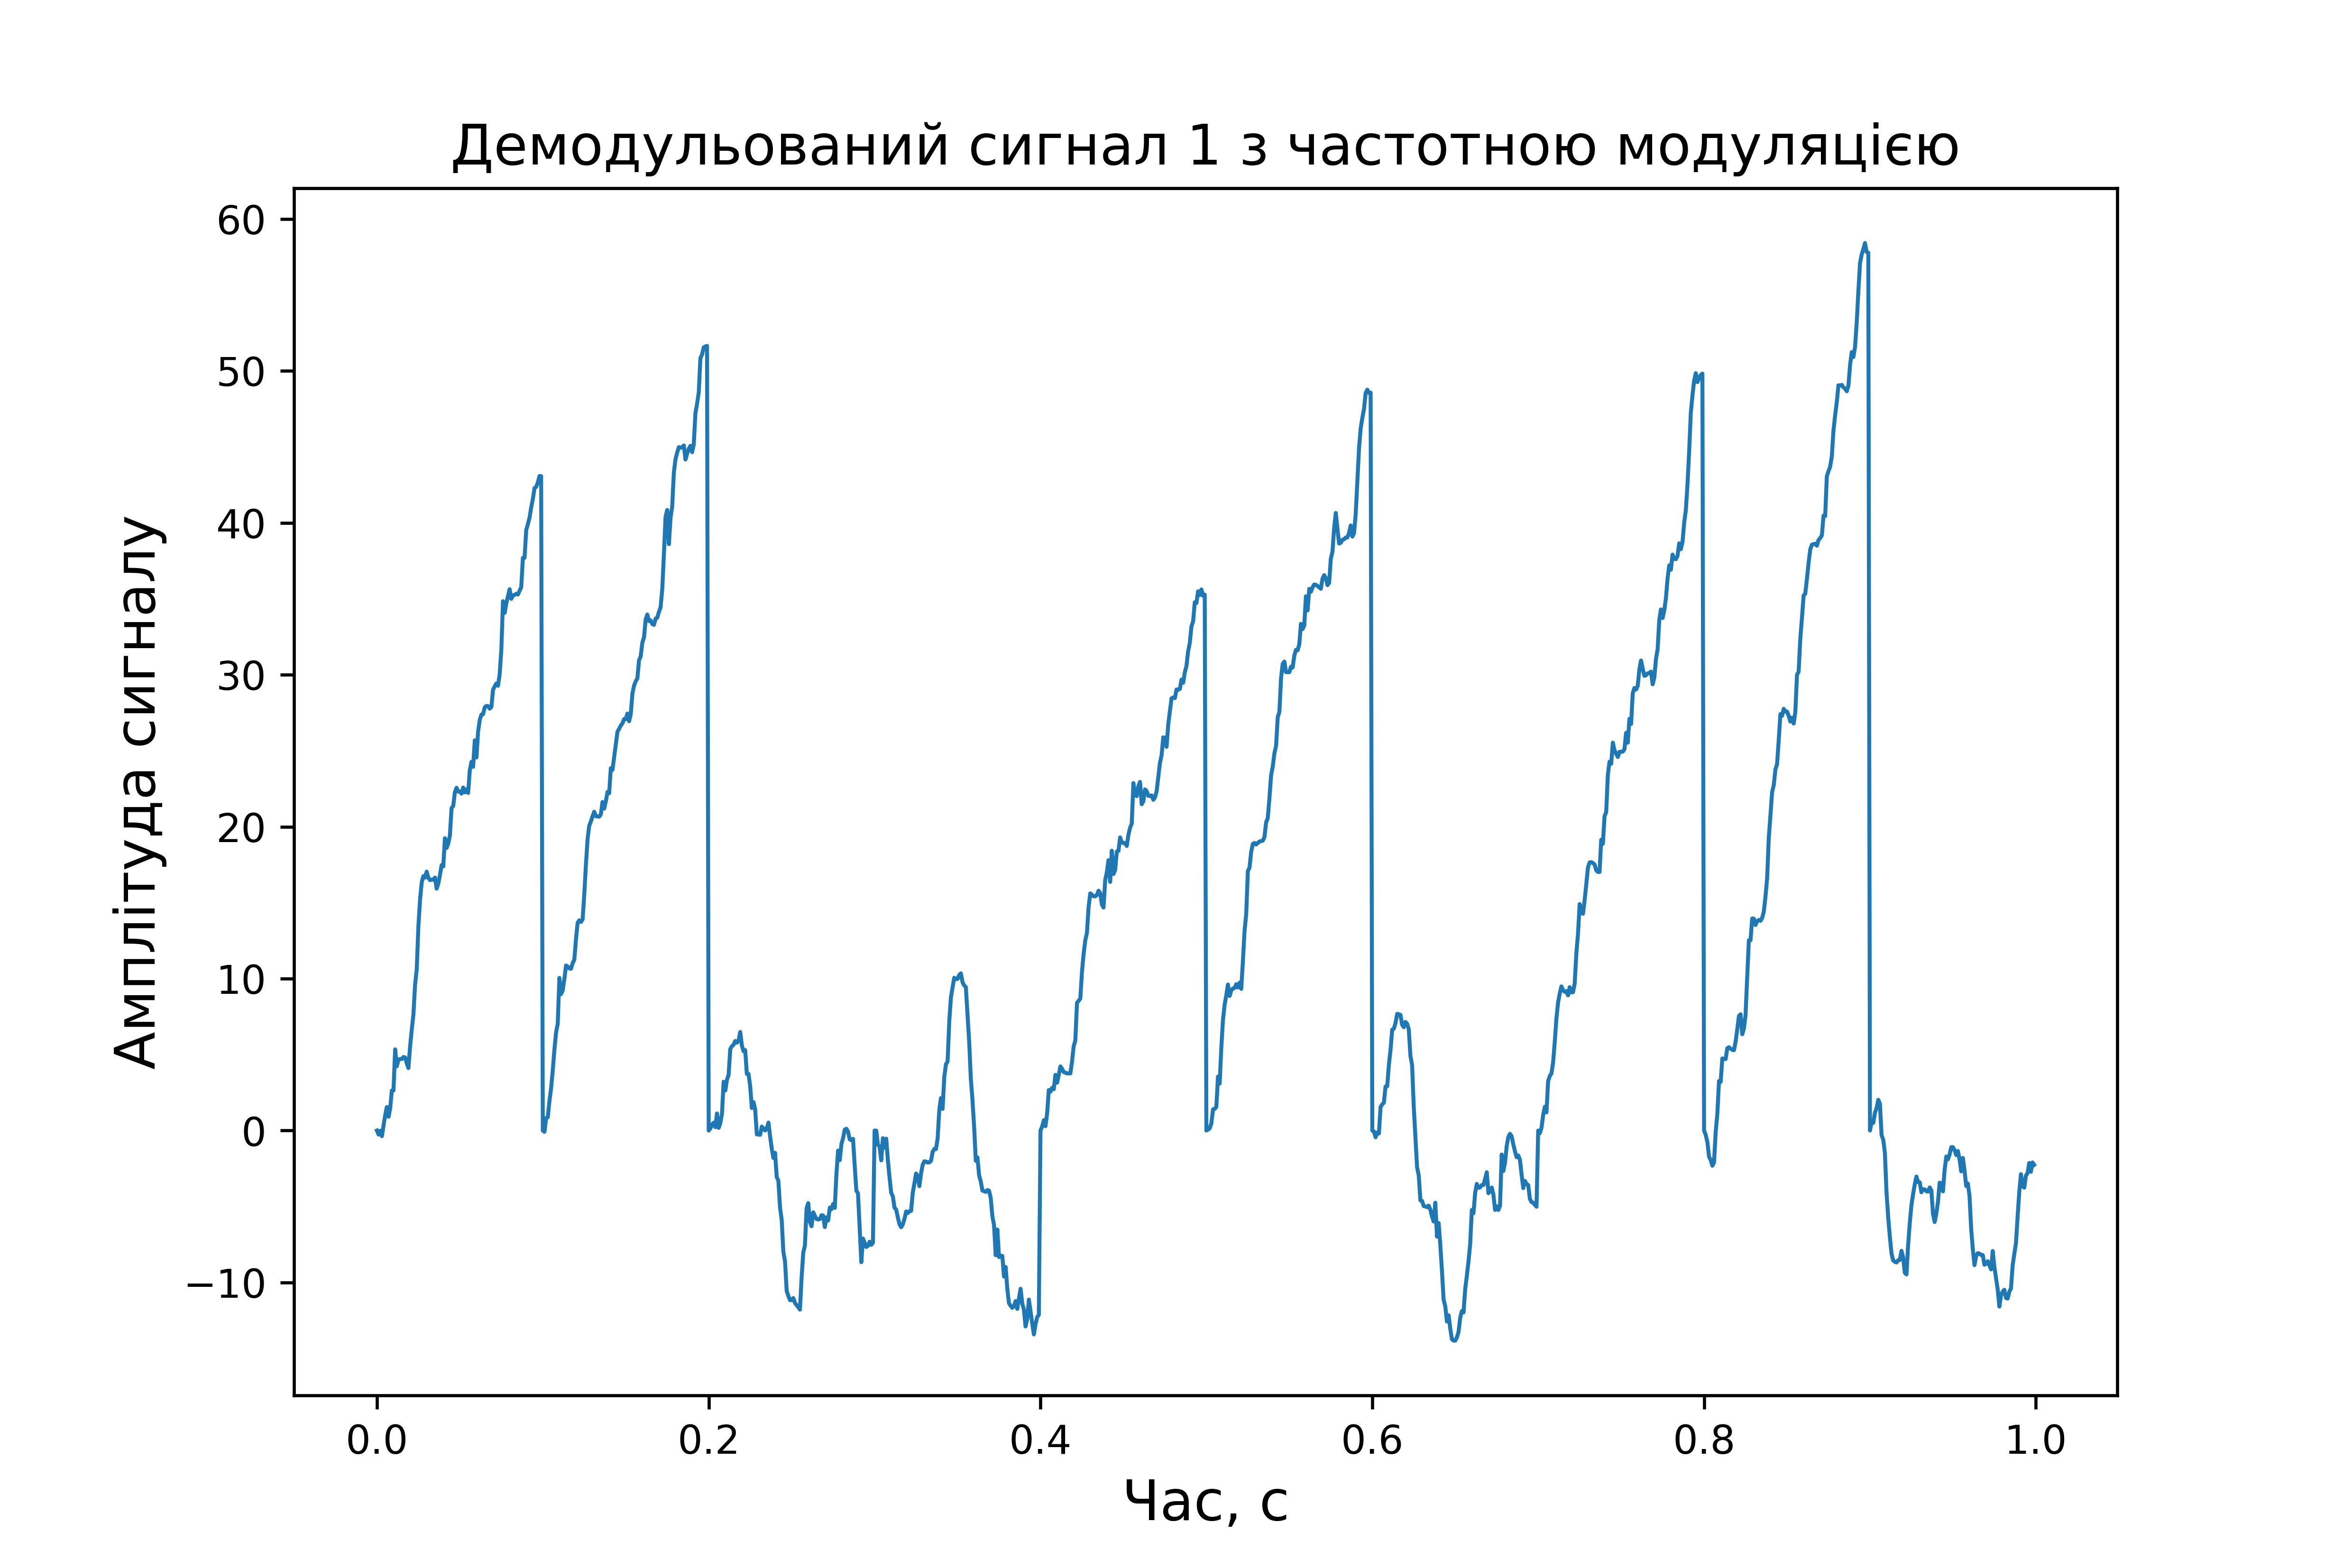 Демодульований сигнал 1 з частотною модуляцією
60
50
40
30
20
10
0
−10
Амплітуда сигналу
0.0 0.2 0.4 0.6 0.8 1.0
Час, с